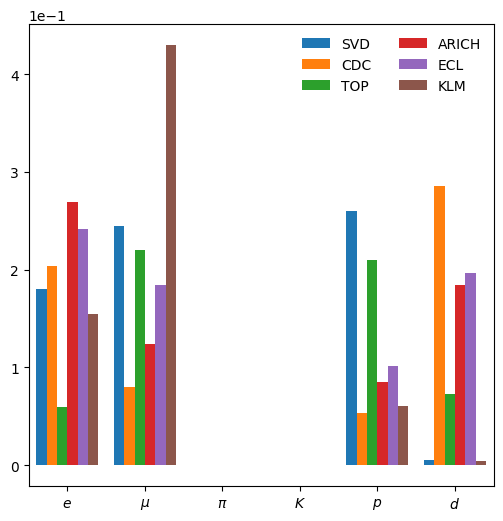 1e−1
SVD ARICH
CDC ECL
TOP KLM
4
3
2
1
0
e μ π K p d